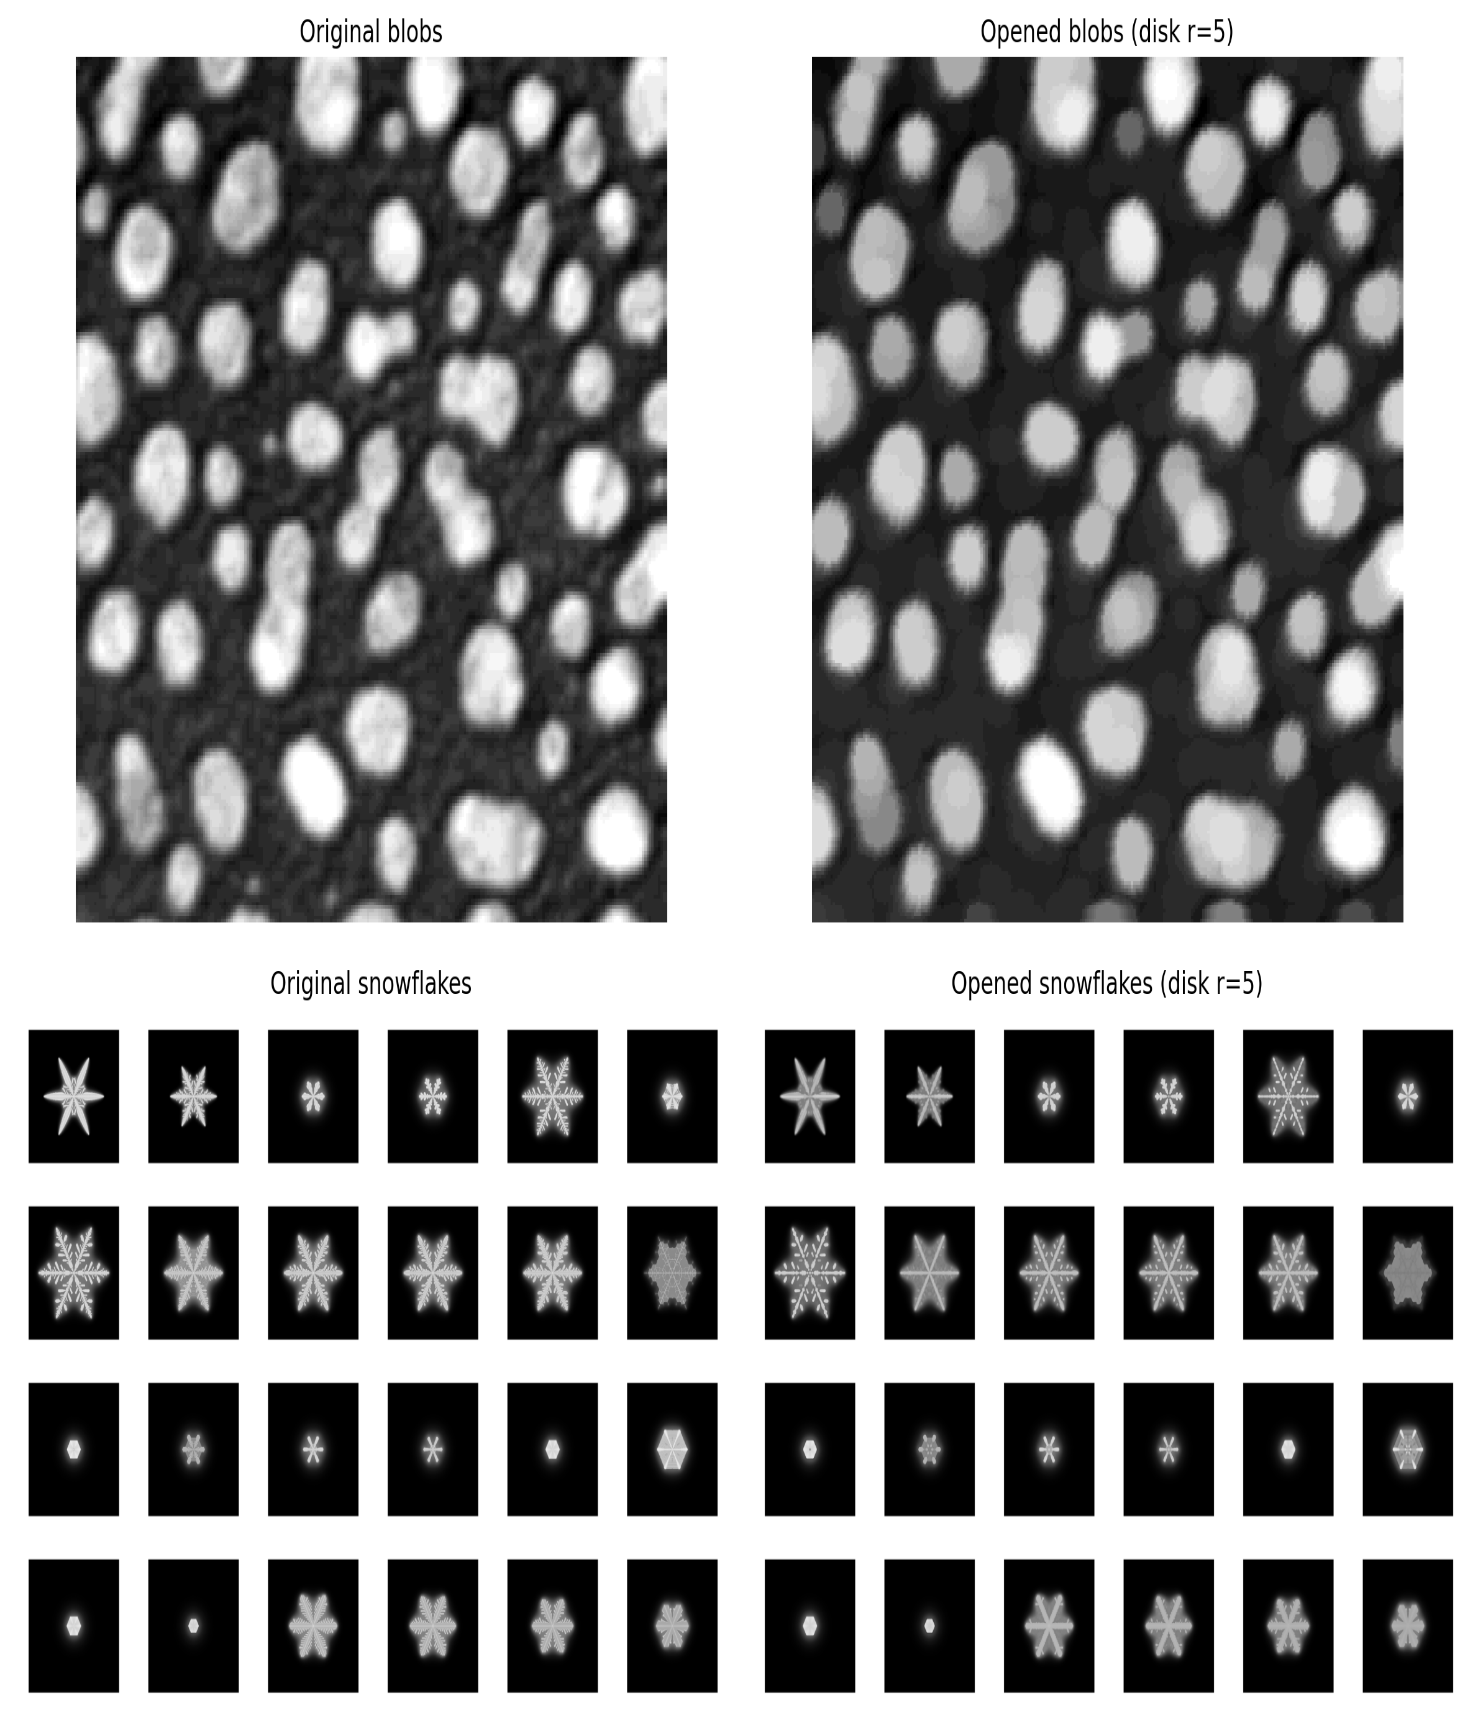 Original blobs
Opened blobs (disk r=5)
Original snowflakes
Opened snowflakes (disk r=5)